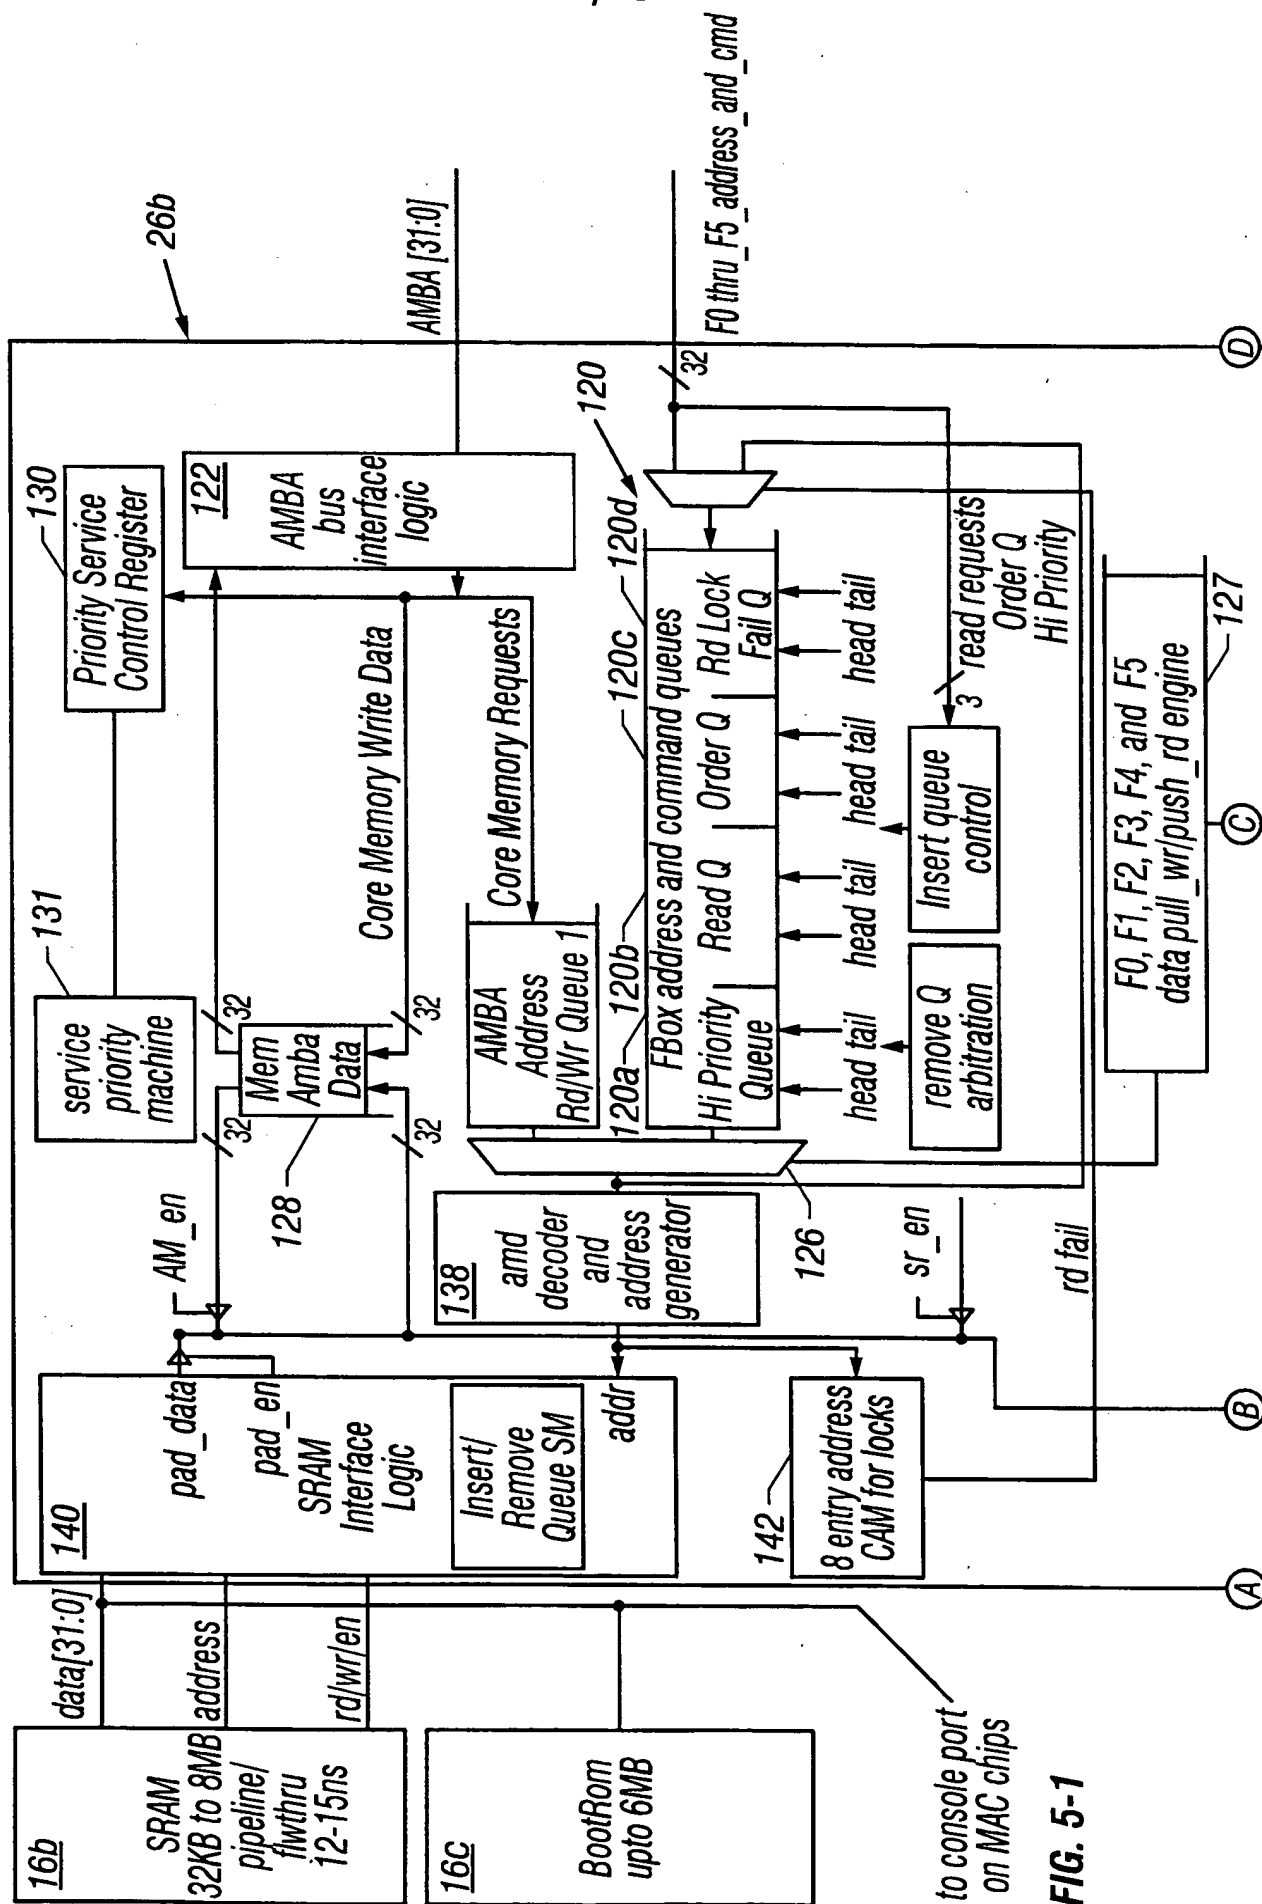 26b
AMBA [31:0]
F0 thru_F5_address_and_cmd
32
130
Priority Service
Control Register
122
AMBA
bus
interface
logic
120
120d
120c
120b
120a
FBox address and command queues
Hi Priority
Queue
Read Q
Order Q
Rd Lock
Fail Q
head tail
head tail
head tail
head tail
3
read requests
Order Q
Hi Priority
Insert queue
control
remove Q
arbitration
F0, F1, F2, F3, F4, and F5
data pull_wr/push_rd engine
127
131
service
priority
machine
Core Memory Write Data
Core Memory Requests
32
32
32
32
Mem
Amba
Data
128
AMBA
Address
Rd/Wr Queue 1
AM_en
138
amd
decoder
and
address
generator
126
sr_en
rd fail
140
pad_data
pad_en
SRAM
Interface
Logic
Insert/
Remove
Queue SM
addr
142
8 entry address
CAM for locks
data[31:0]
address
rd/wr/en
16b
SRAM
32KB to 8MB
pipeline/
flwthru
12-15ns
16c
BootRom
upto 6MB
to console port
on MAC chips
A
B
C
D
FIG. 5-1